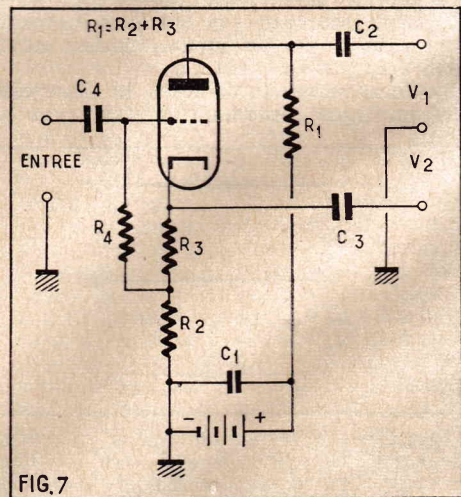 R1=R2+R3
C2
C4
V1
R1
ENTREE
V2
R4
R3
C3
R2
C1
- +
FIG.7